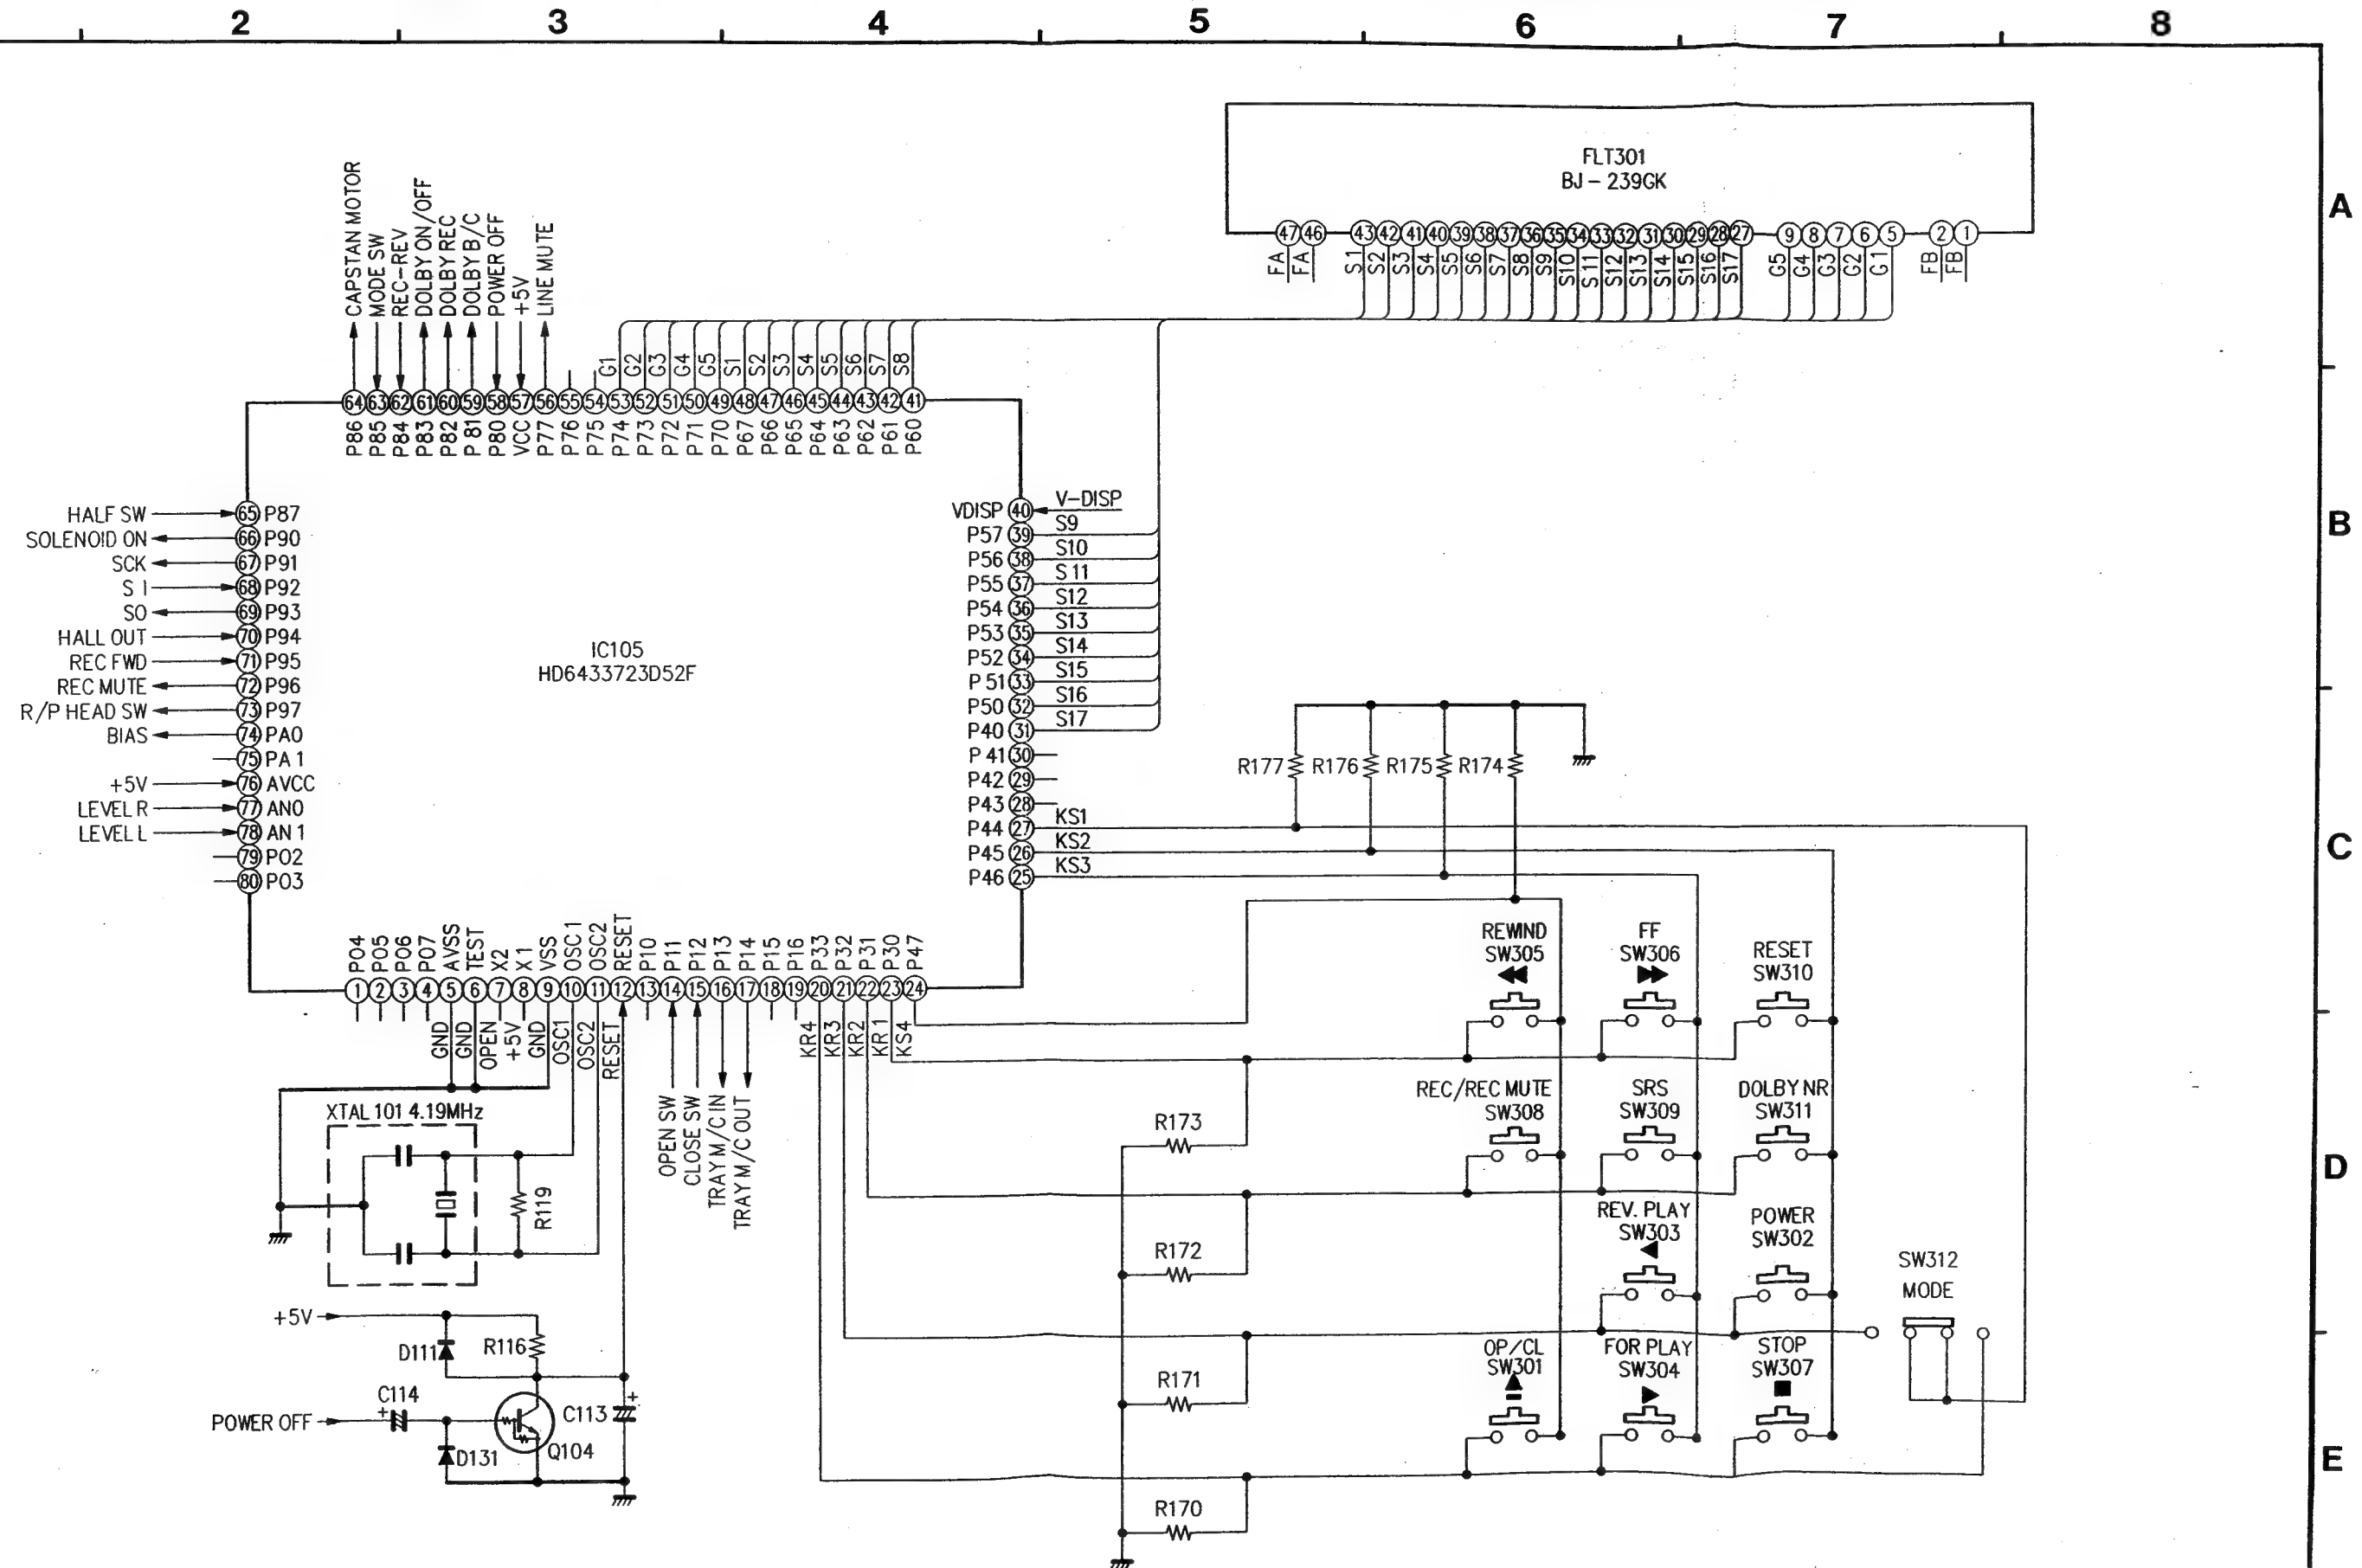 2 3 4 5 6 7 8
A
B
C
D
E
FLT301
BJ – 239GK
47 46 43 42 41 40 39 38 37 36 35 34 33 32 31 30 29 28 27 9 8 7 6 5 2 1
FA FA S1 S2 S3 S4 S5 S6 S7 S8 S9 S10 S11 S12 S13 S14 S15 S16 S17 G5 G4 G3 G2 G1 FB FB
CAPSTAN MOTOR
MODE SW
REC-REV
DOLBY ON/OFF
DOLBY REC
DOLBY B/C
POWER OFF
+5V
LINE MUTE
G1 G2 G3 G4 G5 S1 S2 S3 S4 S5 S6 S7 S8
64 63 62 61 60 59 58 57 56 55 54 53 52 51 50 49 48 47 46 45 44 43 42 41
P86 P85 P84 P83 P82 P81 P80 VCC P77 P76 P75 P74 P73 P72 P71 P70 P67 P66 P65 P64 P63 P62 P61 P60
HALF SW 65 P87
SOLENOID ON 66 P90
SCK 67 P91
SI 68 P92
SO 69 P93
HALL OUT 70 P94
REC FWD 71 P95
REC MUTE 72 P96
R/P HEAD SW 73 P97
BIAS 74 PA0
75 PA1
+5V 76 AVCC
LEVEL R 77 AN0
LEVEL L 78 AN1
79 P02
80 P03
IC105
HD6433723D52F
VDISP 40 V-DISP
P57 39 S9
P56 38 S10
P55 37 S11
P54 36 S12
P53 35 S13
P52 34 S14
P51 33 S15
P50 32 S16
P40 31 S17
P41 30
P42 29
P43 28
P44 27 KS1
P45 26 KS2
P46 25 KS3
R177 R176 R175 R174
P04 P05 P06 P07 AVSS TEST X2 X1 VSS OSC1 OSC2 RESET P10 P11 P12 P13 P14 P15 P16 P33 P32 P31 P30 P47
1 2 3 4 5 6 7 8 9 10 11 12 13 14 15 16 17 18 19 20 21 22 23 24
GND GND OPEN +5V GND OSC1 OSC2 RESET
KR4 KR3 KR2 KR1 KS4
OPEN SW
CLOSE SW
TRAY M/C IN
TRAY M/C OUT
XTAL 101 4.19MHz
R119
+5V
D111
R116
C114
POWER OFF
C113
D131
Q104
R173
R172
R171
R170
REWIND
SW305
FF
SW306
RESET
SW310
REC/REC MUTE
SW308
SRS
SW309
DOLBY NR
SW311
REV. PLAY
SW303
POWER
SW302
SW312
MODE
OP/CL
SW301
FOR PLAY
SW304
STOP
SW307